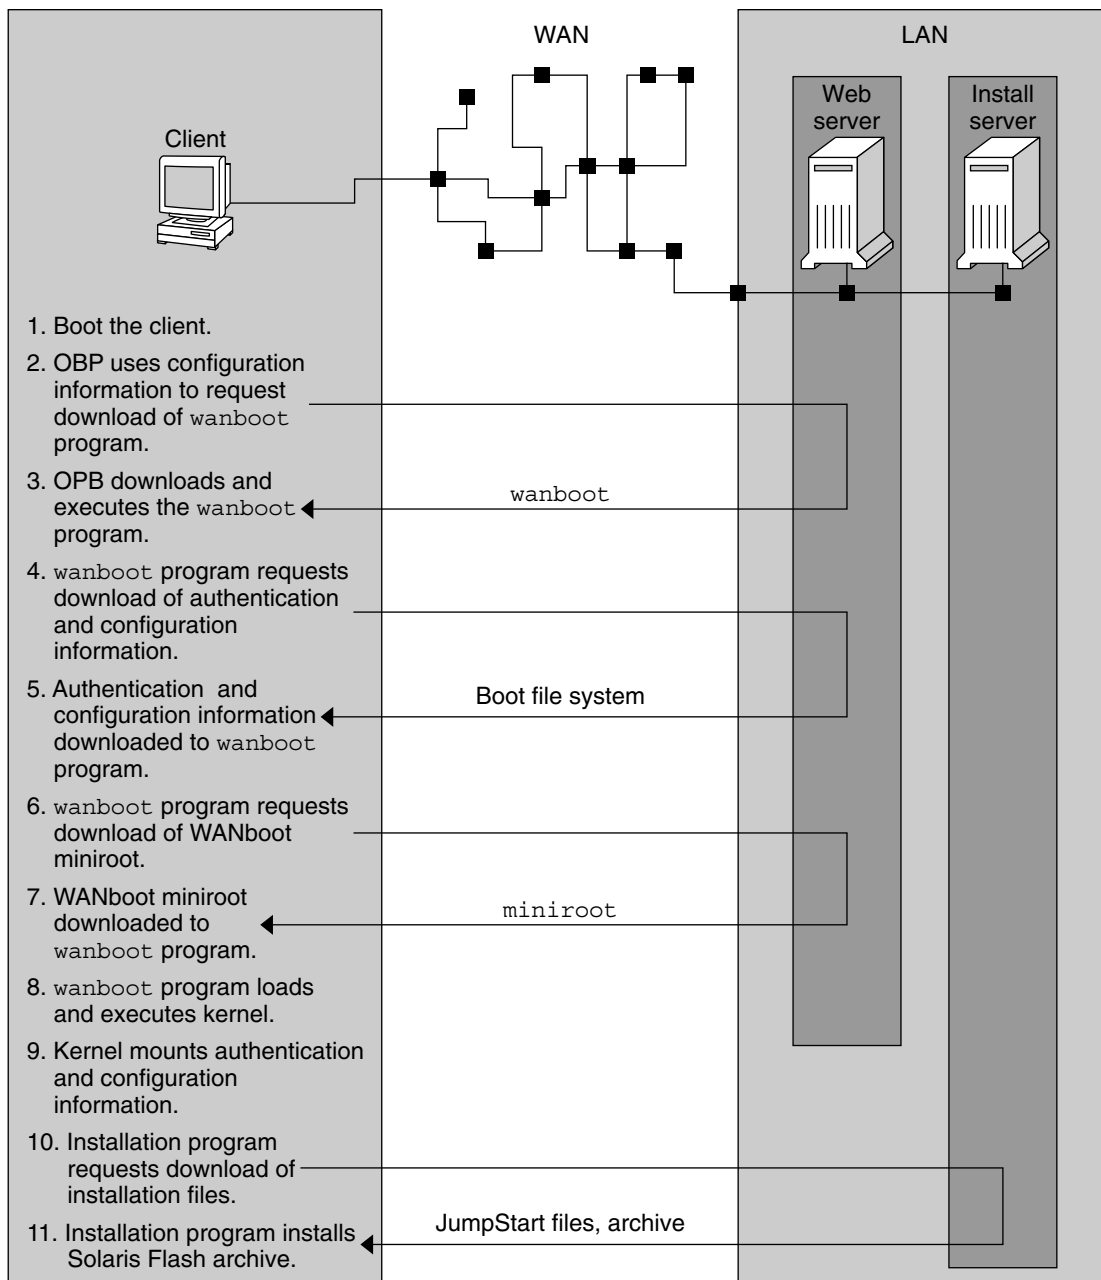 WAN
LAN
Client
Web
server
Install
server
1. Boot the client.
2. OBP uses configuration
information to request
download of wanboot
program.
3. OPB downloads and
executes the wanboot
program.
wanboot
4. wanboot program requests
download of authentication
and configuration
information.
5. Authentication and
configuration information
downloaded to wanboot
program.
Boot file system
6. wanboot program requests
download of WANboot
miniroot.
7. WANboot miniroot
downloaded to
wanboot program.
miniroot
8. wanboot program loads
and executes kernel.
9. Kernel mounts authentication
and configuration
information.
10. Installation program
requests download of
installation files.
11. Installation program installs
Solaris Flash archive.
JumpStart files, archive